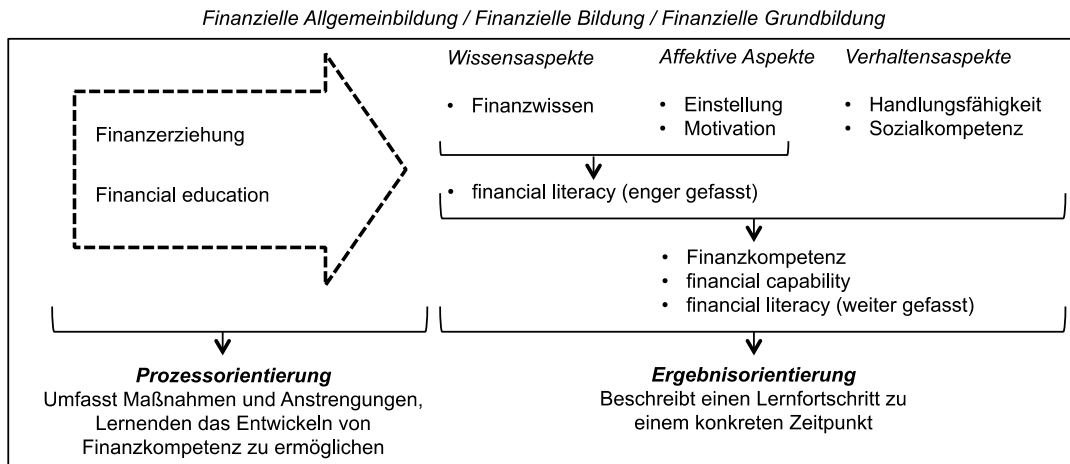 Finanzielle Allgemeinbildung / Finanzielle Bildung / Finanzielle Grundbildung
Wissensaspekte
Affektive Aspekte
Verhaltensaspekte
• Finanzwissen
• Einstellung
• Motivation
• Handlungsfähigkeit
• Sozialkompetenz
Finanzerziehung
Financial education
• financial literacy (enger gefasst)
• Finanzkompetenz
• financial capability
• financial literacy (weiter gefasst)
Prozessorientierung
Umfasst Maßnahmen und Anstrengungen,
Lernenden das Entwickeln von
Finanzkompetenz zu ermöglichen
Ergebnisorientierung
Beschreibt einen Lernfortschritt zu
einem konkreten Zeitpunkt